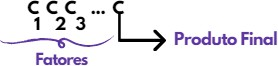 C C C ... C
1 2 3
Produto Final
Fatores